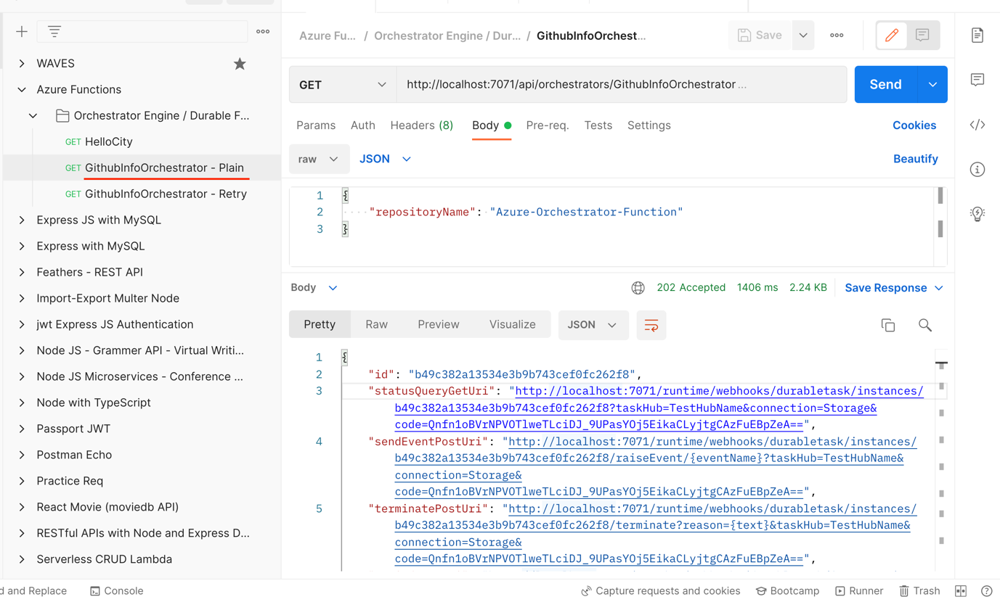 WAVES
Azure Functions
Orchestrator Engine / Durable F...
GET HelloCity
GET GithubInfoOrchestrator - Plain
GET GithubInfoOrchestrator - Retry
Express JS with MySQL
Express with MySQL
Feathers - REST API
Import-Export Multer Node
jwt Express JS Authentication
Node JS - Grammer API - Virtual Writi...
Node JS Microservices - Conference ...
Node with TypeScript
Passport JWT
Postman Echo
Practice Req
React Movie (moviedb API)
RESTful APIs with Node and Express D...
Serverless CRUD Lambda
Azure Fu... / Orchestrator Engine / Dur... / GithubInfoOrchest...
Save
GET http://localhost:7071/api/orchestrators/GithubInfoOrchestrator ...
Send
Params Auth Headers (8) Body Pre-req. Tests Settings Cookies
raw JSON Beautify
1 {
2 "repositoryName": "Azure-Orchestrator-Function"
3 }
Body 202 Accepted 1406 ms 2.24 KB Save Response
Pretty Raw Preview Visualize JSON
1 {
2 "id": "b49c382a13534e3b9b743cef0fc262f8",
3 "statusQueryGetUri": "http://localhost:7071/runtime/webhooks/durabletask/instances/
b49c382a13534e3b9b743cef0fc262f8?taskHub=TestHubName&connection=Storage&
code=Qnfn1oBVrNPVOTlweTLciDJ_9UPasYOj5EikaCLyjtgCAzFuEBpZeA==",
4 "sendEventPostUri": "http://localhost:7071/runtime/webhooks/durabletask/instances/
b49c382a13534e3b9b743cef0fc262f8/raiseEvent/{eventName}?taskHub=TestHubName&
connection=Storage&
code=Qnfn1oBVrNPVOTlweTLciDJ_9UPasYOj5EikaCLyjtgCAzFuEBpZeA==",
5 "terminatePostUri": "http://localhost:7071/runtime/webhooks/durabletask/instances/
b49c382a13534e3b9b743cef0fc262f8/terminate?reason={text}&taskHub=TestHubName&
connection=Storage&
code=Qnfn1oBVrNPVOTlweTLciDJ_9UPasYOj5EikaCLyjtgCAzFuEBpZeA==",
d and Replace Console Capture requests and cookies Bootcamp Runner Trash